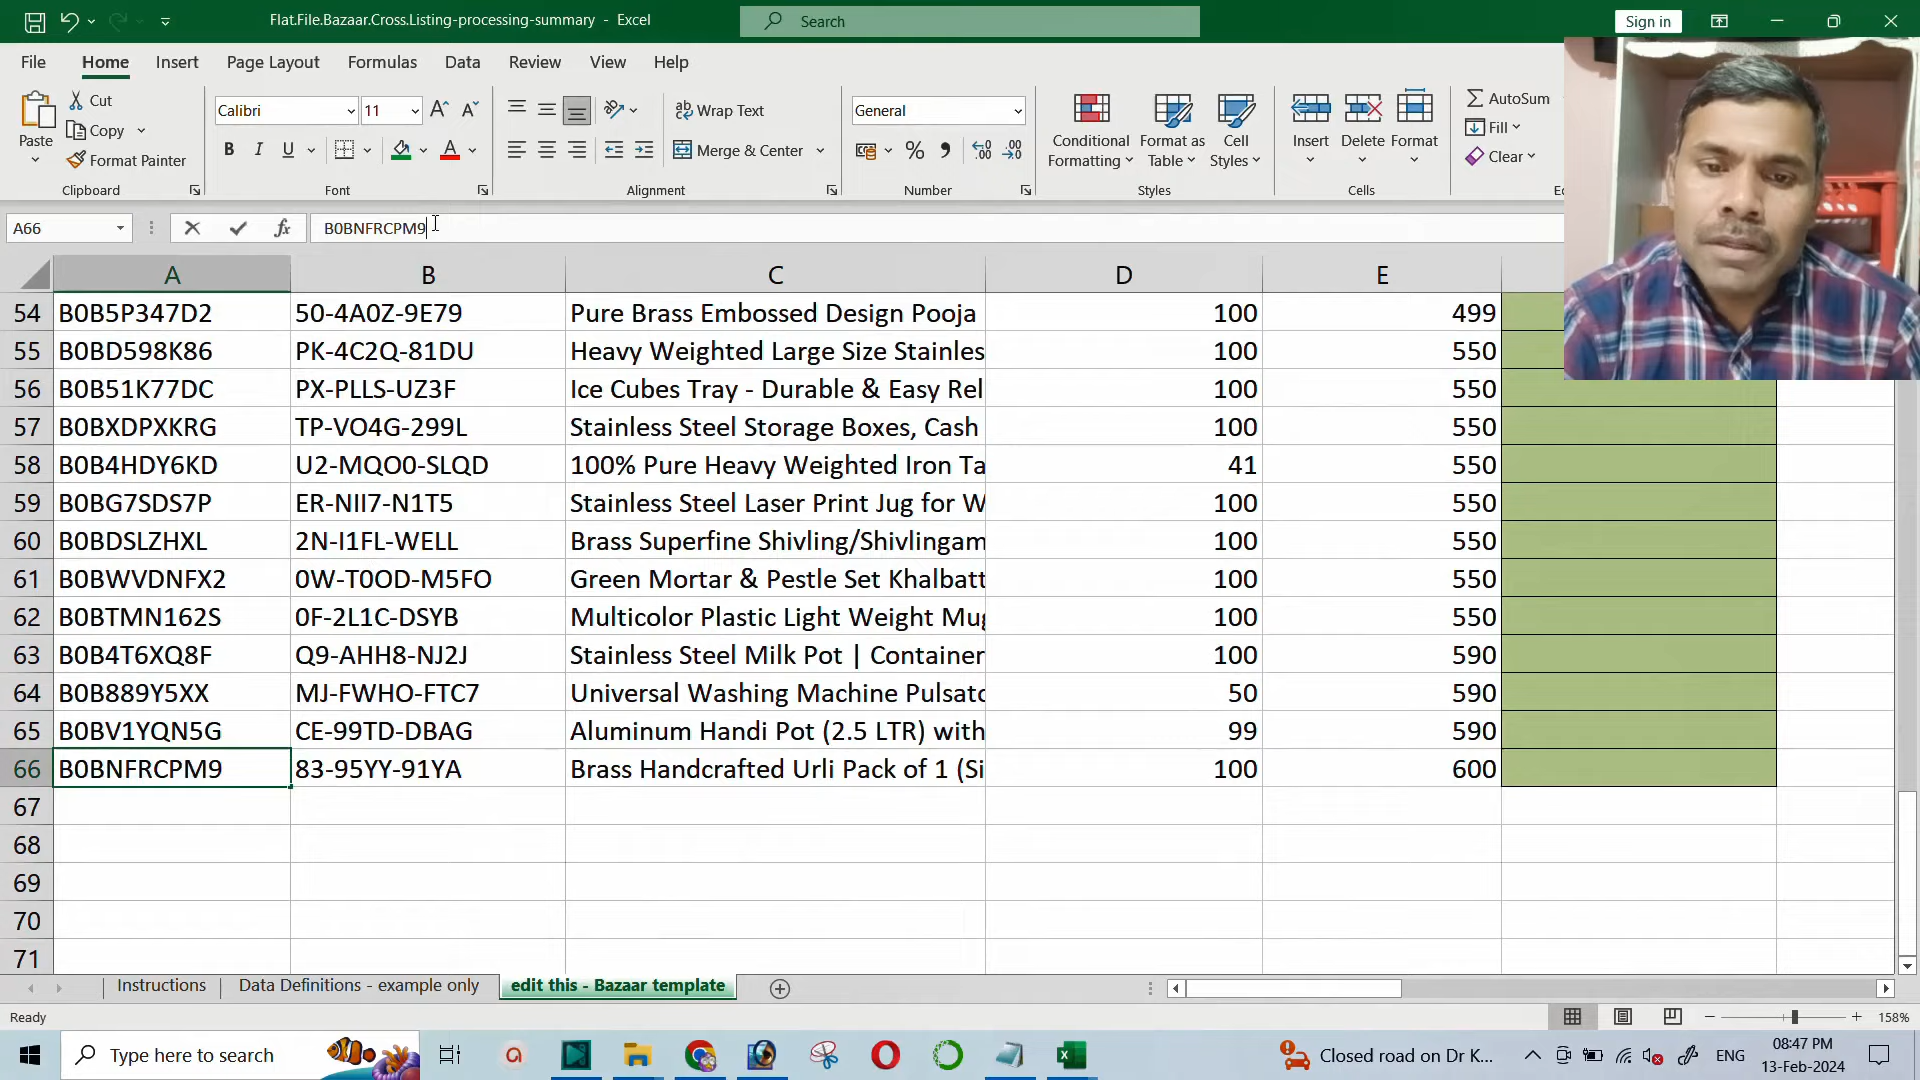 Flat.File.Bazaar.Cross.Listing-processing-summary - Excel
Search
Sign in
File Home Insert Page Layout Formulas Data Review View Help
Paste
Cut
Copy
Format Painter
Clipboard
Calibri 11
B I U A
Font
Wrap Text
Merge & Center
Alignment
General
Number
Conditional Formatting
Format as Table
Cell Styles
Styles
Insert
Delete
Format
Cells
AutoSum
Fill
Clear
A66 fx B0BNFRCPM9
A B C D E
54 B0B5P347D2 50-4A0Z-9E79 Pure Brass Embossed Design Pooja 100 499
55 B0BD598K86 PK-4C2Q-81DU Heavy Weighted Large Size Stainles 100 550
56 B0B51K77DC PX-PLLS-UZ3F Ice Cubes Tray - Durable & Easy Rel 100 550
57 B0BXDPXKRG TP-VO4G-299L Stainless Steel Storage Boxes, Cash 100 550
58 B0B4HDY6KD U2-MQO0-SLQD 100% Pure Heavy Weighted Iron Ta 41 550
59 B0BG7SDS7P ER-NII7-N1T5 Stainless Steel Laser Print Jug for W 100 550
60 B0BDSLZHXL 2N-I1FL-WELL Brass Superfine Shivling/Shivlingam 100 550
61 B0BWVDNFX2 0W-T0OD-M5FO Green Mortar & Pestle Set Khalbatt 100 550
62 B0BTMN162S 0F-2L1C-DSYB Multicolor Plastic Light Weight Mug 100 550
63 B0B4T6XQ8F Q9-AHH8-NJ2J Stainless Steel Milk Pot | Container 100 590
64 B0B889Y5XX MJ-FWHO-FTC7 Universal Washing Machine Pulsato 50 590
65 B0BV1YQN5G CE-99TD-DBAG Aluminum Handi Pot (2.5 LTR) with 99 590
66 B0BNFRCPM9 83-95YY-91YA Brass Handcrafted Urli Pack of 1 (Si 100 600
67
68
69
70
71
Instructions Data Definitions - example only edit this - Bazaar template
Ready 158%
Type here to search
Closed road on Dr K...
ENG
08:47 PM
13-Feb-2024